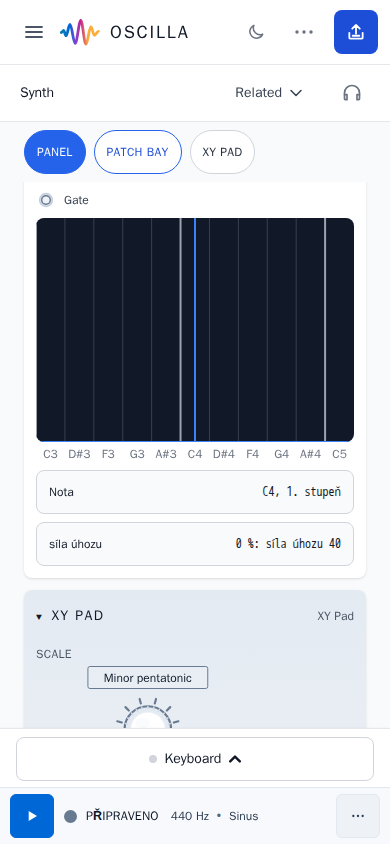 OSCILLA
Synth
Related
PANEL
PATCH BAY
XY PAD
Gate
C3 D#3 F3 G3 A#3 C4 D#4 F4 G4 A#4 C5
Nota
C4, 1. stupeň
síla úhozu
0 %: síla úhozu 40
▾ XY PAD
XY Pad
SCALE
Minor pentatonic
Keyboard
PŘIPRAVENO 440 Hz • Sinus